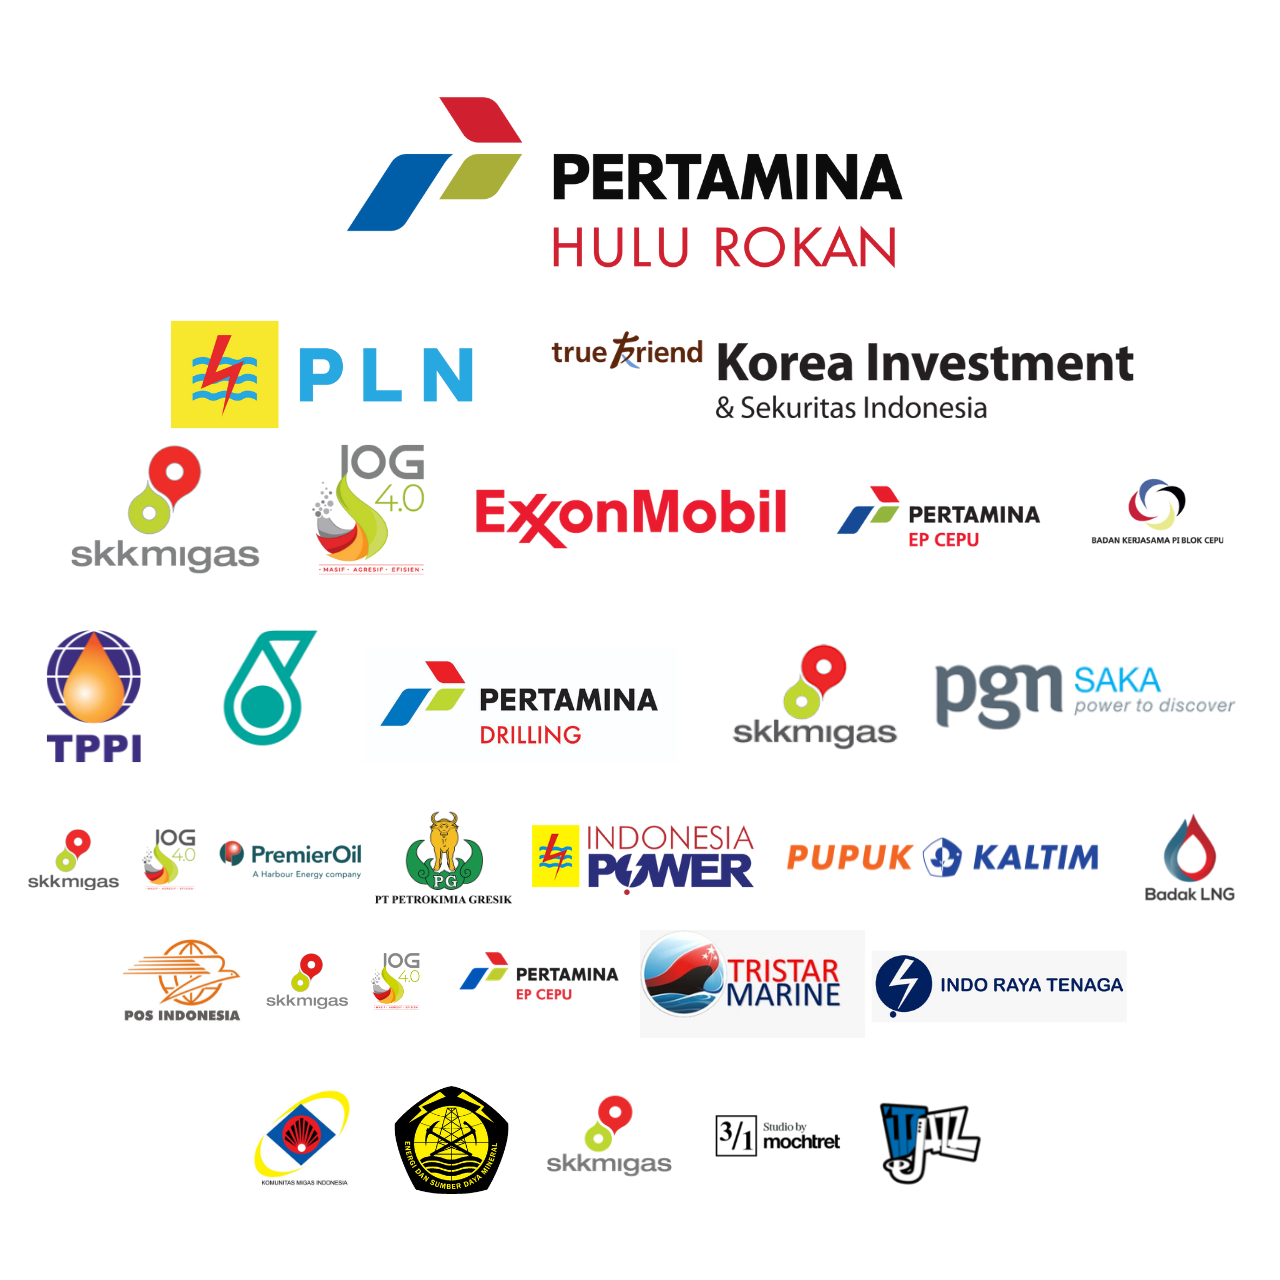 PERTAMINA
HULU ROKAN
PLN
true friend Korea Investment
& Sekuritas Indonesia
skkmigas
IOG
4.0
• MASIF • AGRESIF • EFISIEN •
ExxonMobil
PERTAMINA
EP CEPU
BADAN KERJASAMA PI BLOK CEPU
TPPI
PERTAMINA
DRILLING
skkmigas
pgn SAKA
power to discover
skkmigas
IOG
4.0
PremierOil
A Harbour Energy company
PG
PT PETROKIMIA GRESIK
INDONESIA
POWER
PUPUK KALTIM
Badak LNG
POS INDONESIA
skkmigas
IOG
4.0
PERTAMINA
EP CEPU
TRISTAR
MARINE
INDO RAYA TENAGA
KOMUNITAS MIGAS INDONESIA
ENERGI DAN SUMBER DAYA MINERAL
skkmigas
3/1
Studio by
mochtret